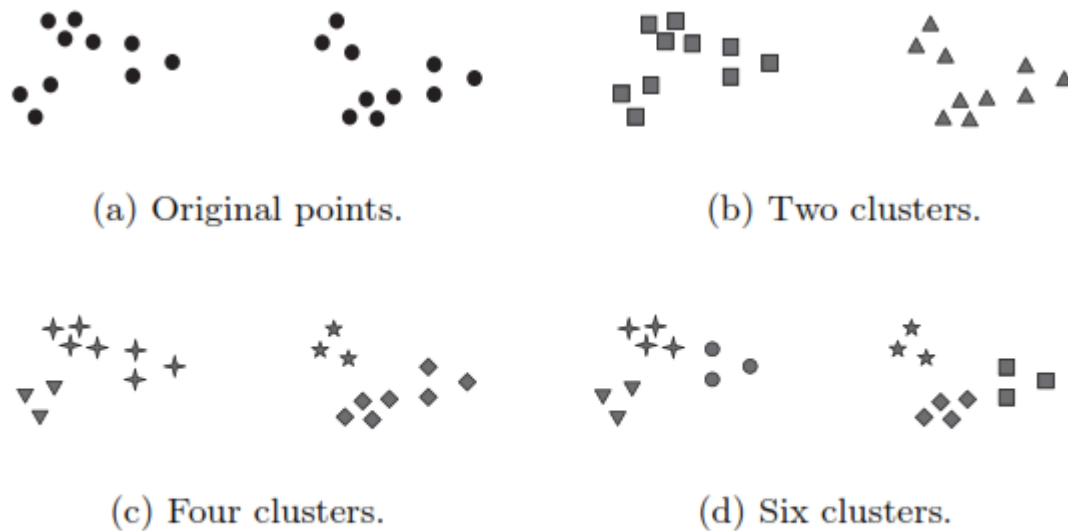 (a) Original points.
(b) Two clusters.
(c) Four clusters.
(d) Six clusters.